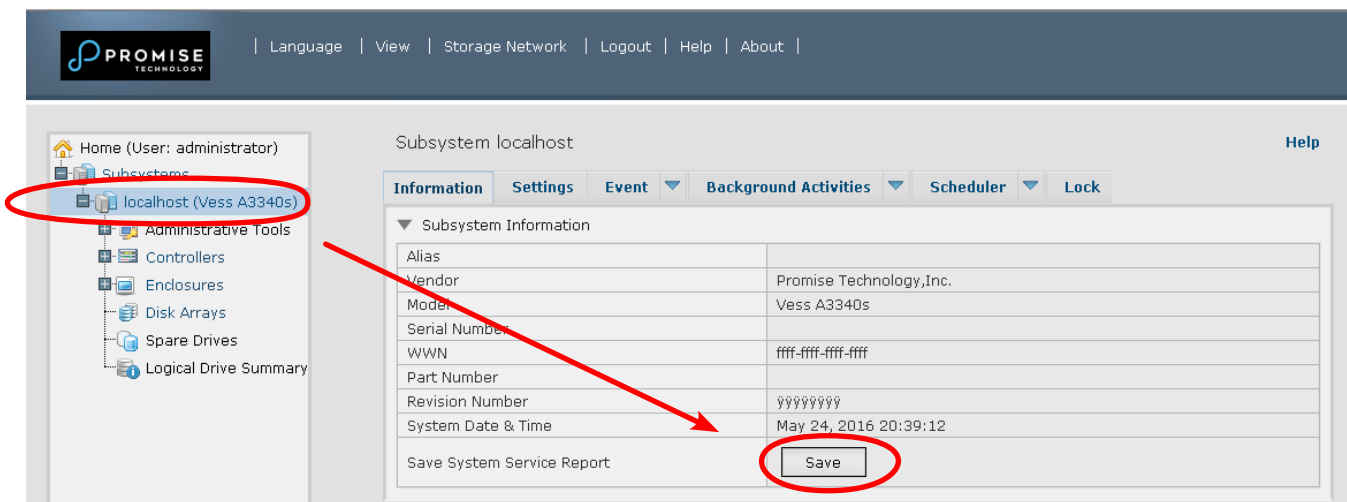 PROMISE
TECHNOLOGY
| Language | View | Storage Network | Logout | Help | About |
Home (User: administrator)
Subsystems
localhost (Vess A3340s)
Administrative Tools
Controllers
Enclosures
Disk Arrays
Spare Drives
Logical Drive Summary
Subsystem localhost
Help
Information Settings Event Background Activities Scheduler Lock
Subsystem Information
Alias
Vendor Promise Technology,Inc.
Model Vess A3340s
Serial Number
WWN ffff-ffff-ffff-ffff
Part Number
Revision Number ÿÿÿÿÿÿÿÿ
System Date & Time May 24, 2016 20:39:12
Save System Service Report Save